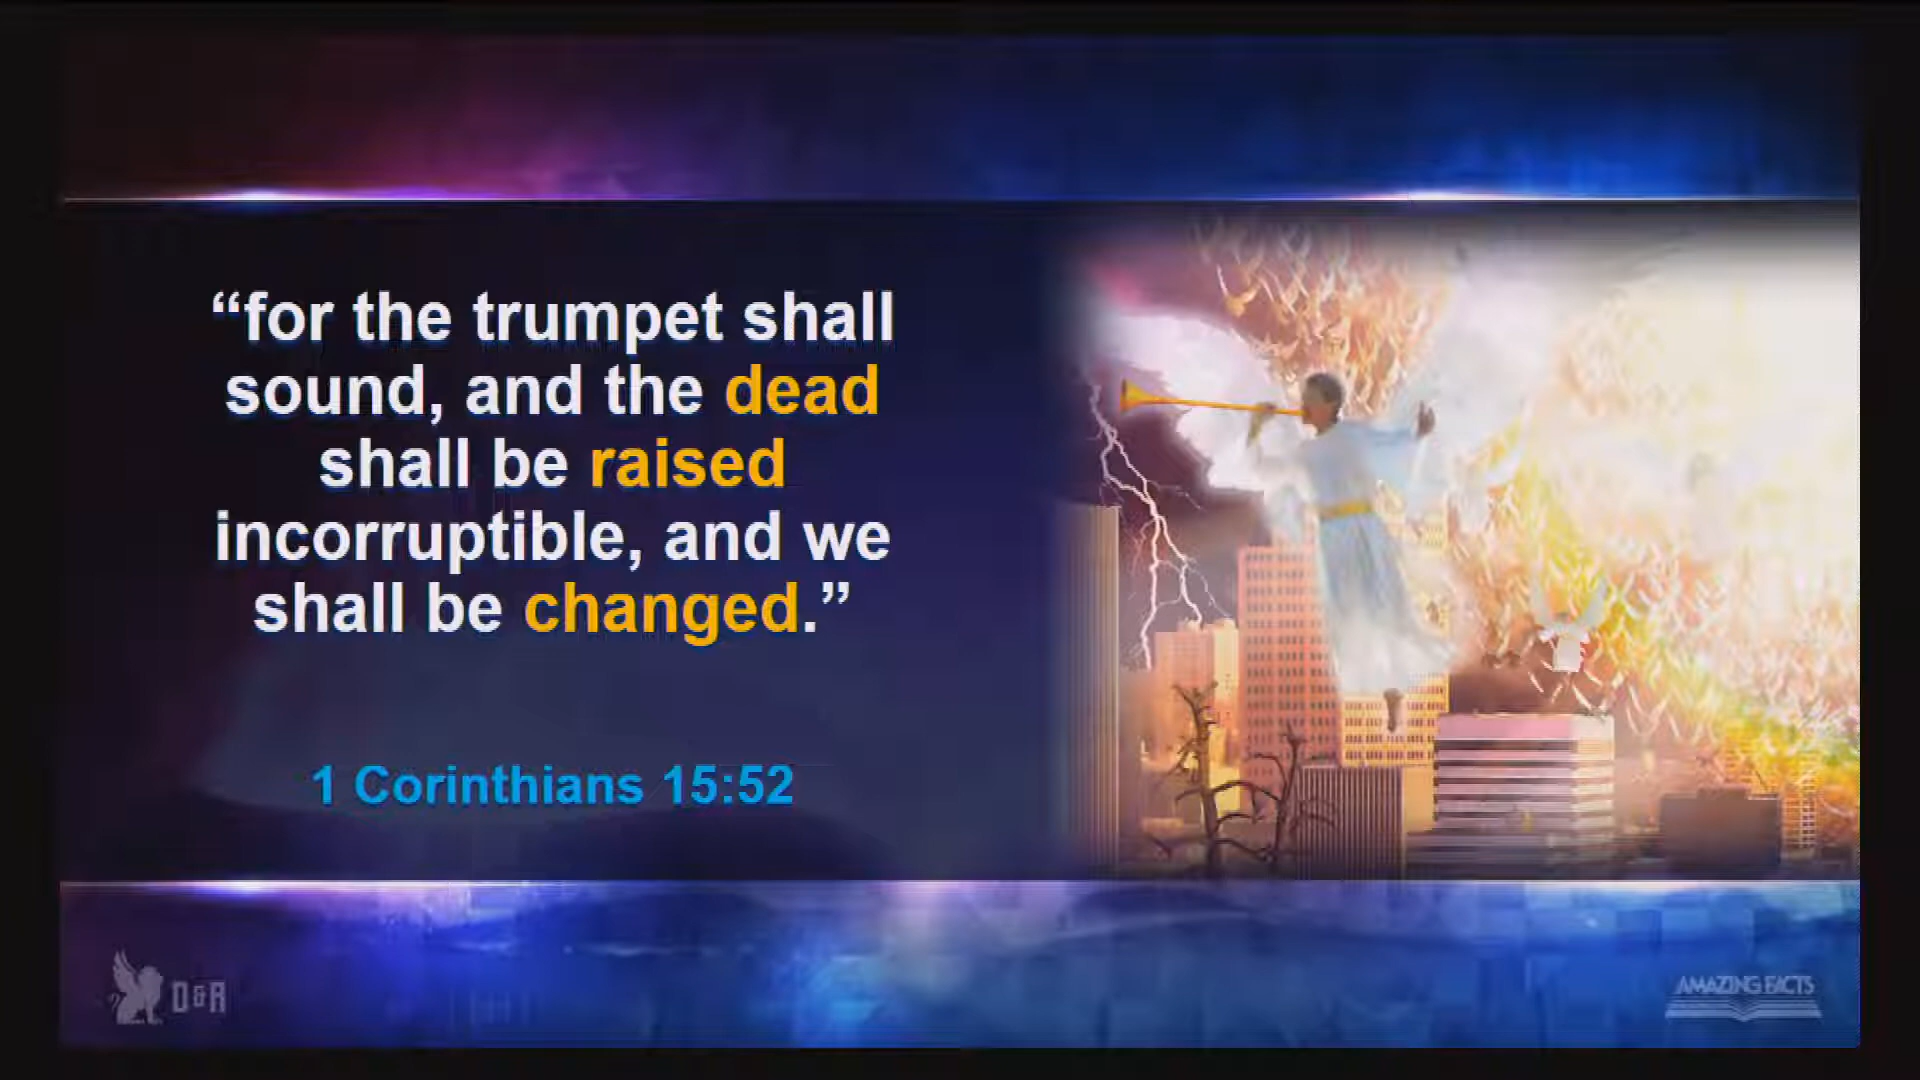 “for the trumpet shall
sound, and the dead
shall be raised
incorruptible, and we
shall be changed.”
1 Corinthians 15:52
D&R
AMAZING FACTS